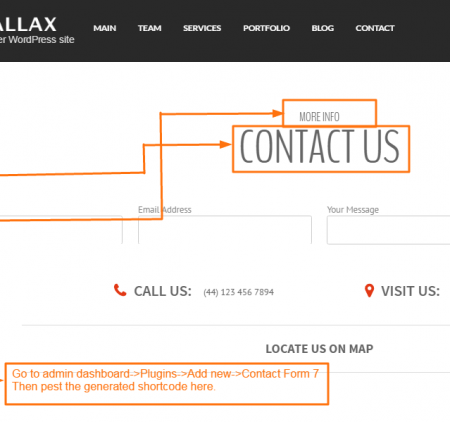 ALLAX
er WordPress site
MAIN TEAM SERVICES PORTFOLIO BLOG CONTACT
MORE INFO
CONTACT US
Email Address Your Message
CALL US: (44) 123 456 7894 VISIT US:
LOCATE US ON MAP
Go to admin dashboard->Plugins->Add new->Contact Form 7
Then pest the generated shortcode here.